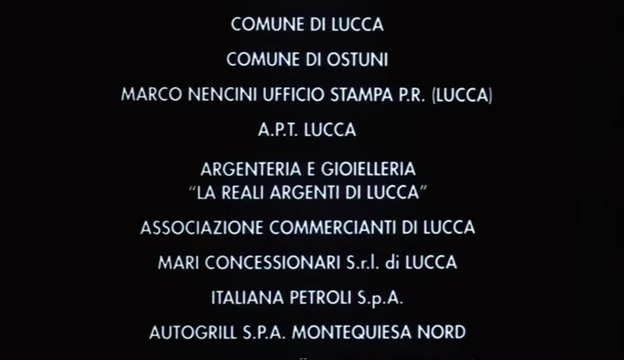 COMUNE DI LUCCA
COMUNE DI OSTUNI
MARCO NENCINI UFFICIO STAMPA P.R. (LUCCA)
A.P.T. LUCCA
ARGENTERIA E GIOIELLERIA
“LA REALI ARGENTI DI LUCCA”
ASSOCIAZIONE COMMERCIANTI DI LUCCA
MARI CONCESSIONARI S.r.l. di LUCCA
ITALIANA PETROLI S.p.A.
AUTOGRILL S.P.A. MONTEQUIESA NORD